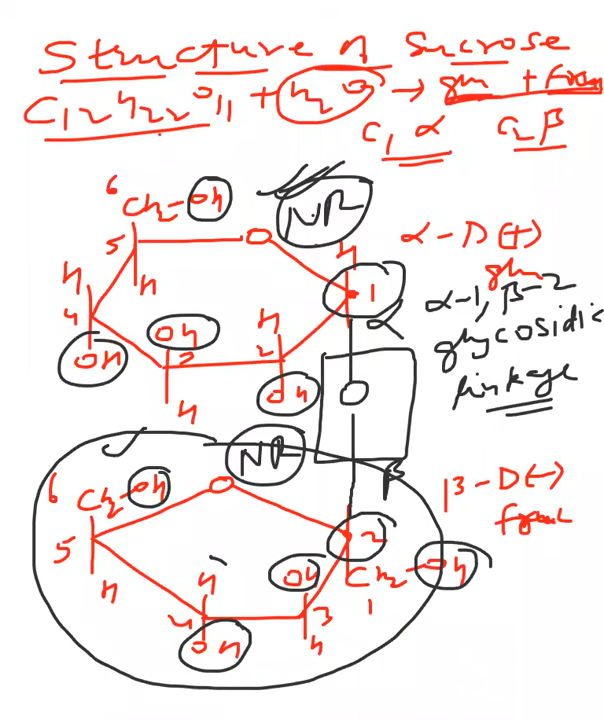 Structure of Sucrose
C12H22O11 + H2O → glu + fruc
C1 α C2 β
6
CH2-OH
NR
5 O H
α-D(+)
glu
H H 1
α-1, β-2
glycosidic
linkage
4 OH H α
OH 3 2
H OH
O
NR
β
6
CH2-OH O
β-D(-)
fruct
5 2
H H OH CH2-OH
4 3 1
OH H